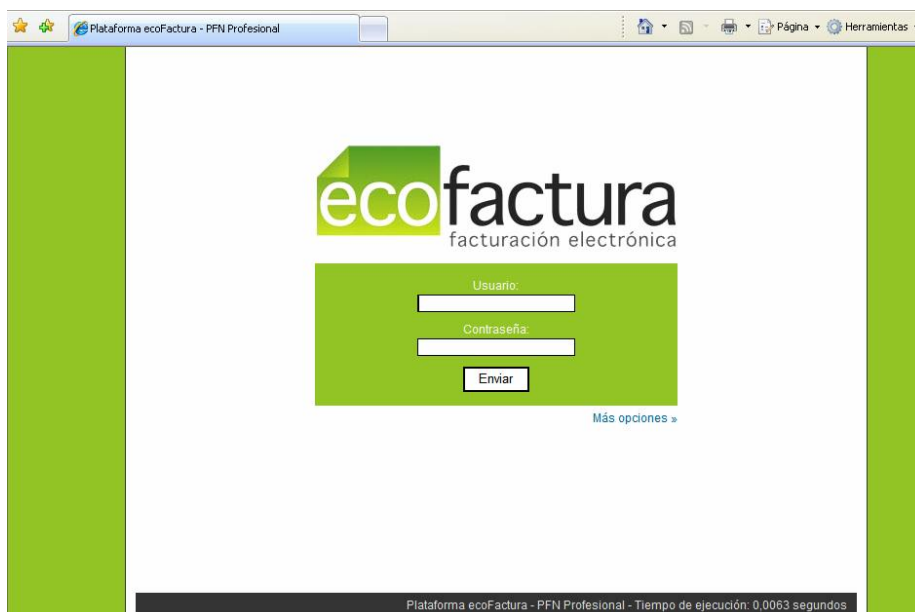 Plataforma ecoFactura - PFN Profesional
Página
Herramientas
ecofactura
facturación electrónica
Usuario:
Contraseña:
Enviar
Más opciones »
Plataforma ecoFactura - PFN Profesional - Tiempo de ejecución: 0,0063 segundos